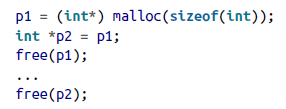 p1 = (int*) malloc(sizeof(int));
int *p2 = p1;
free(p1);
...
free(p2);